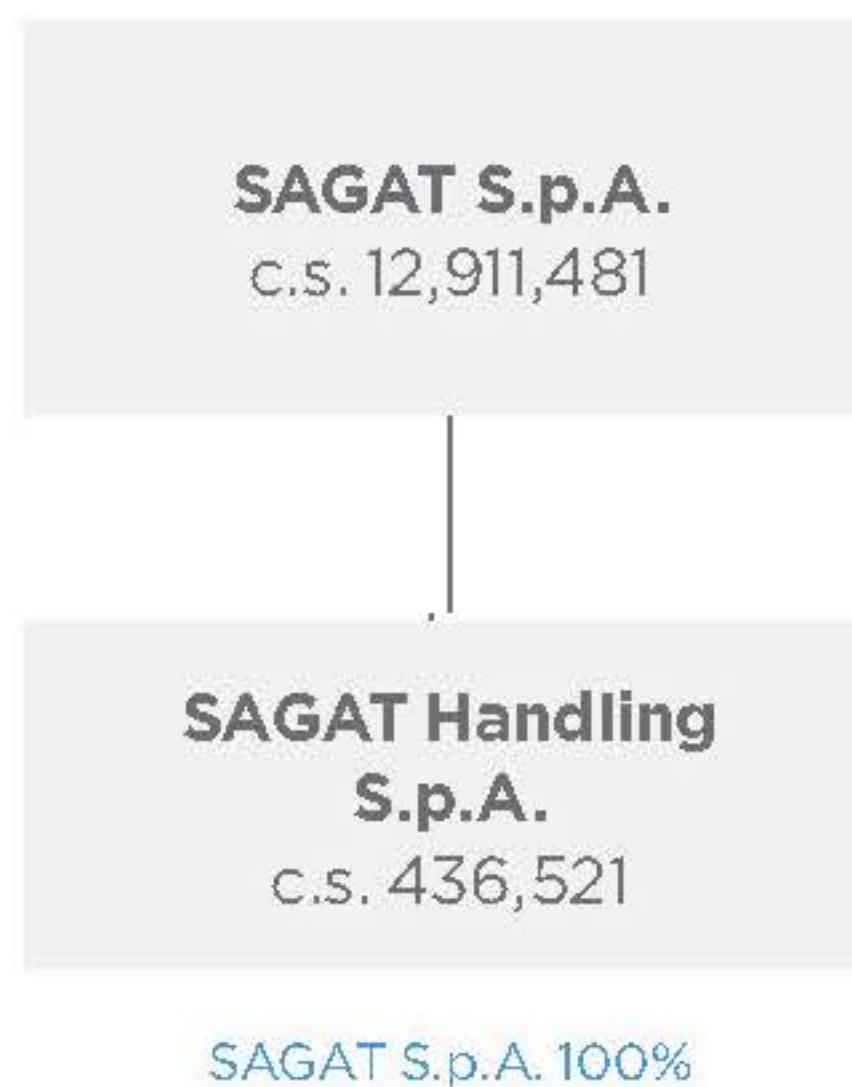 SAGAT S.p.A.
c.s. 12,911,481
SAGAT Handling
S.p.A.
c.s. 436,521
SAGAT S.p.A. 100%